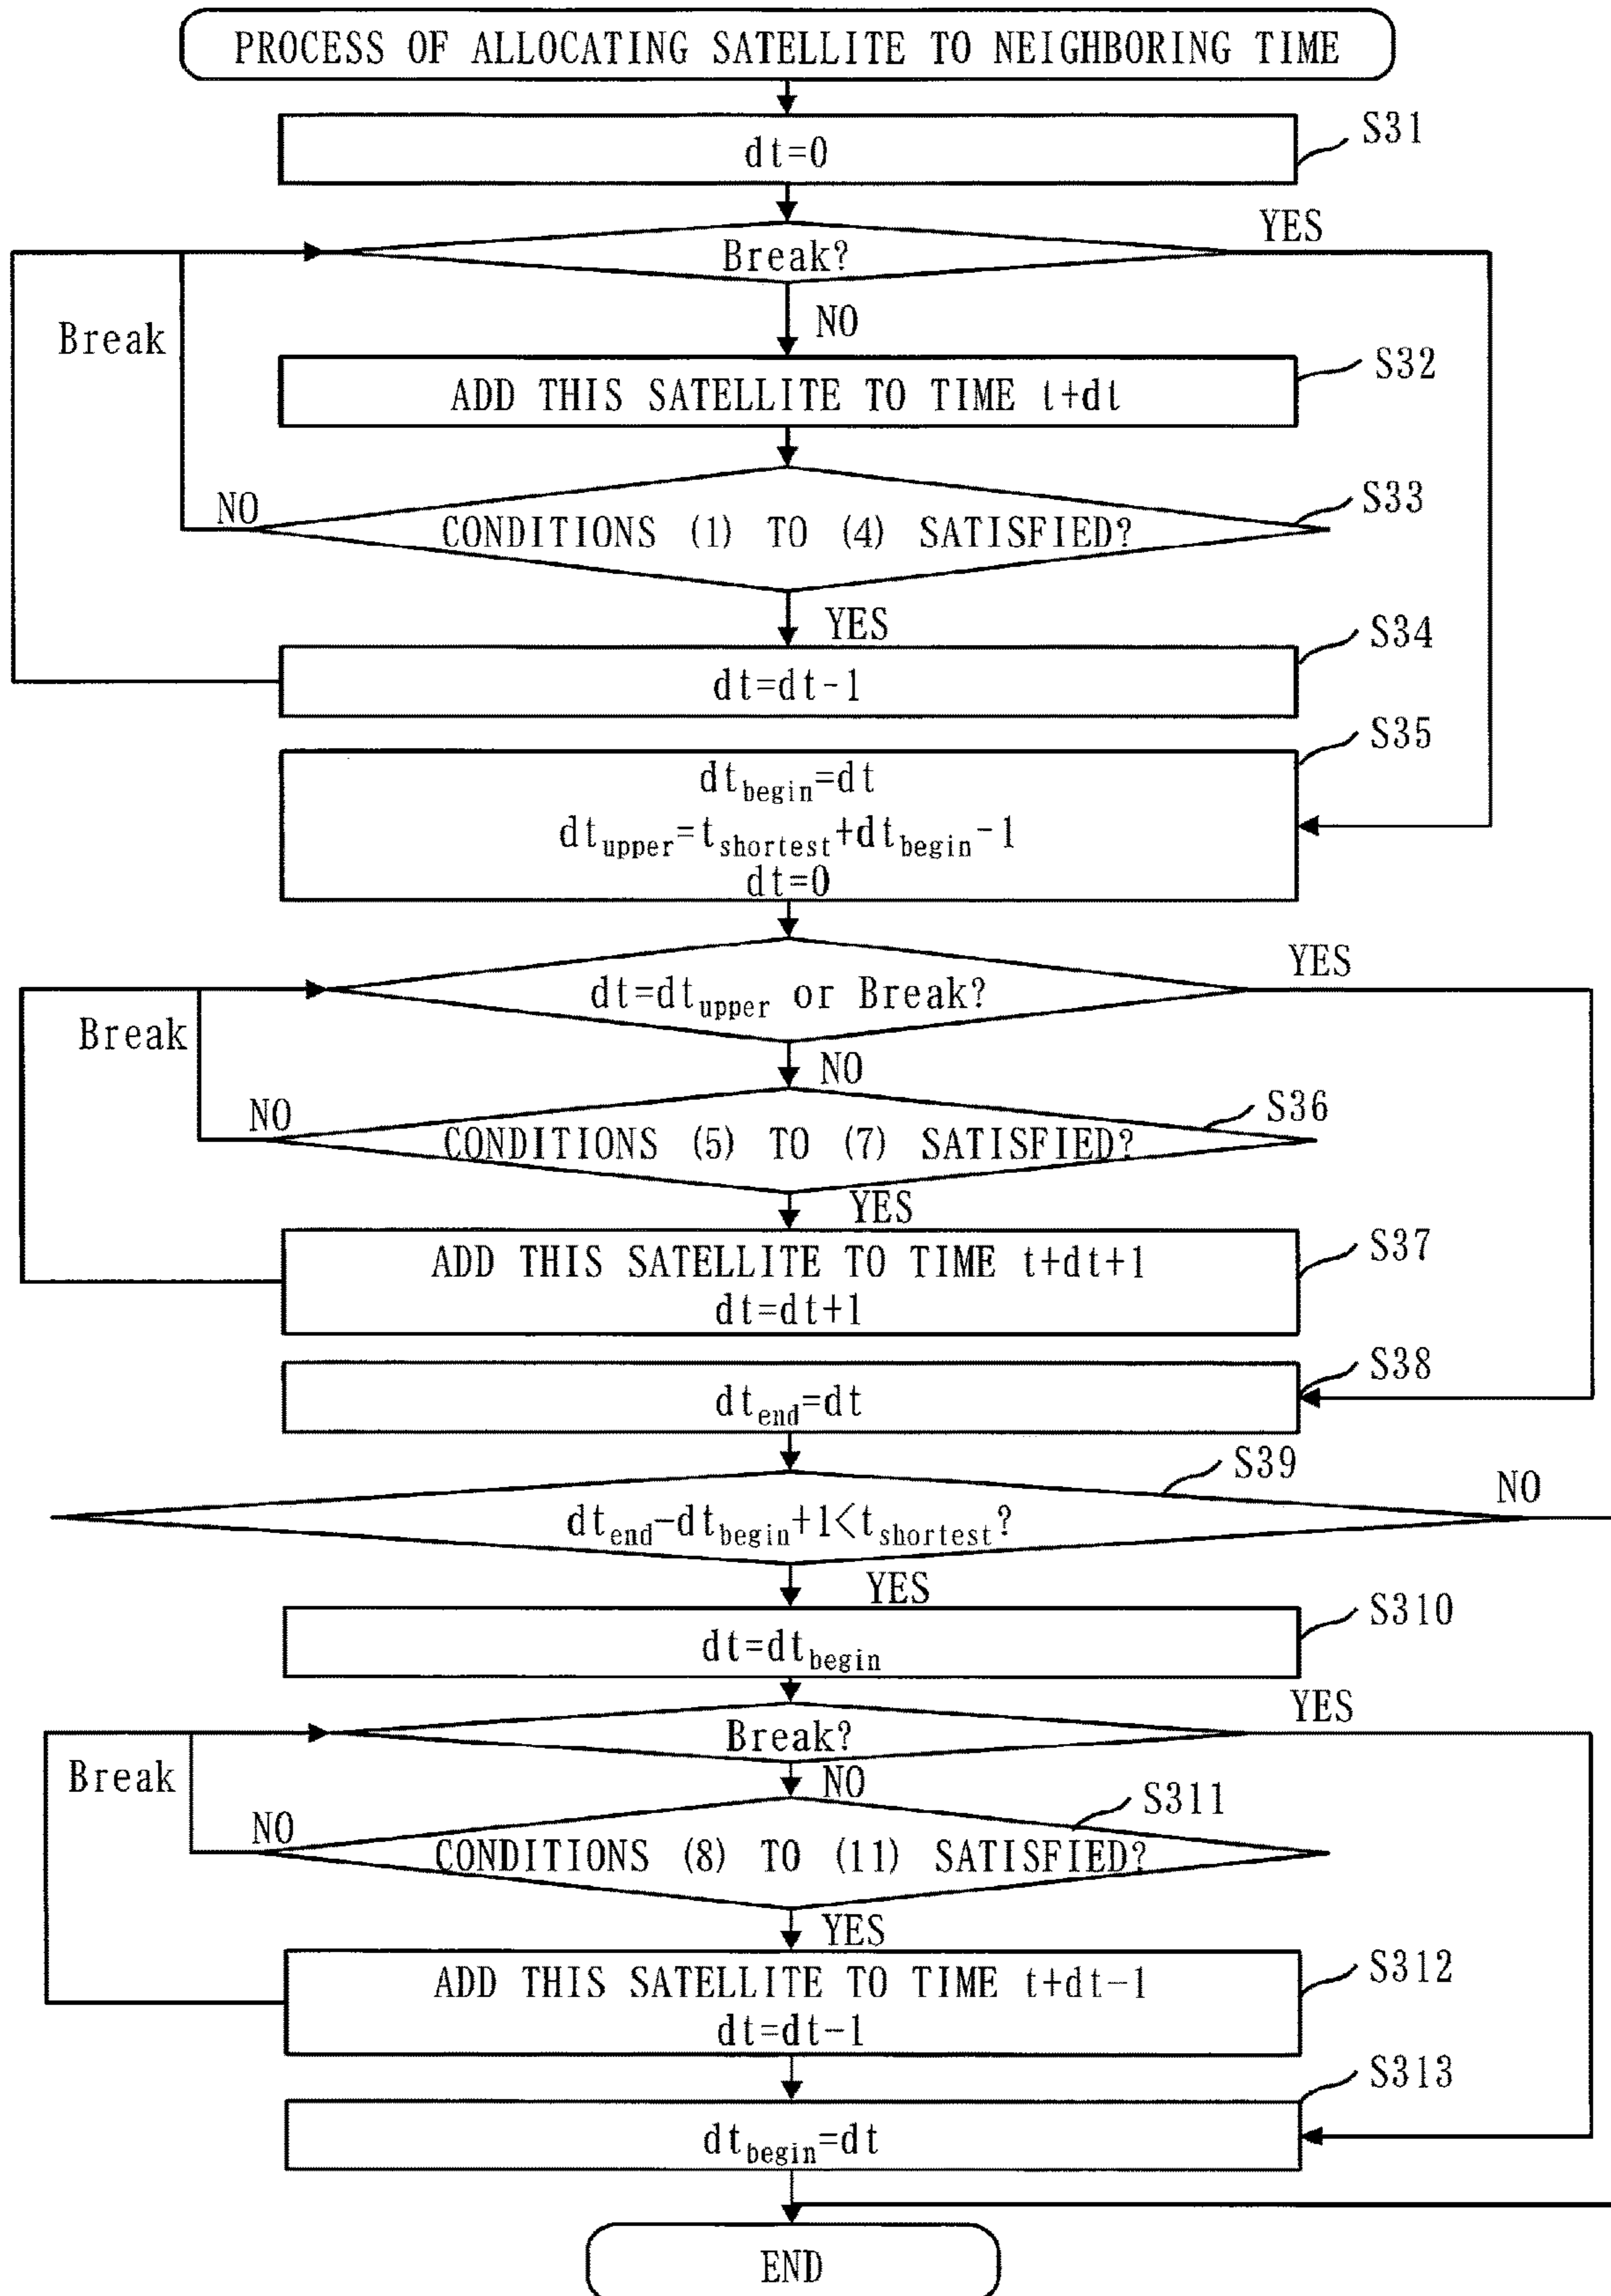 PROCESS OF ALLOCATING SATELLITE TO NEIGHBORING TIME
S31
dt=0
YES
Break?
Break
NO
S32
ADD THIS SATELLITE TO TIME t+dt
S33
NO
CONDITIONS (1) TO (4) SATISFIED?
YES
S34
dt=dt-1
S35
dtbegin=dt
dtupper=tshortest+dtbegin-1
dt=0
YES
dt=dtupper or Break?
Break
NO
S36
NO
CONDITIONS (5) TO (7) SATISFIED?
YES
S37
ADD THIS SATELLITE TO TIME t+dt+1
dt=dt+1
S38
dtend=dt
S39
NO
dtend-dtbegin+1<tshortest?
YES
S310
dt=dtbegin
YES
Break?
Break
NO
S311
NO
CONDITIONS (8) TO (11) SATISFIED?
YES
S312
ADD THIS SATELLITE TO TIME t+dt-1
dt=dt-1
S313
dtbegin=dt
END